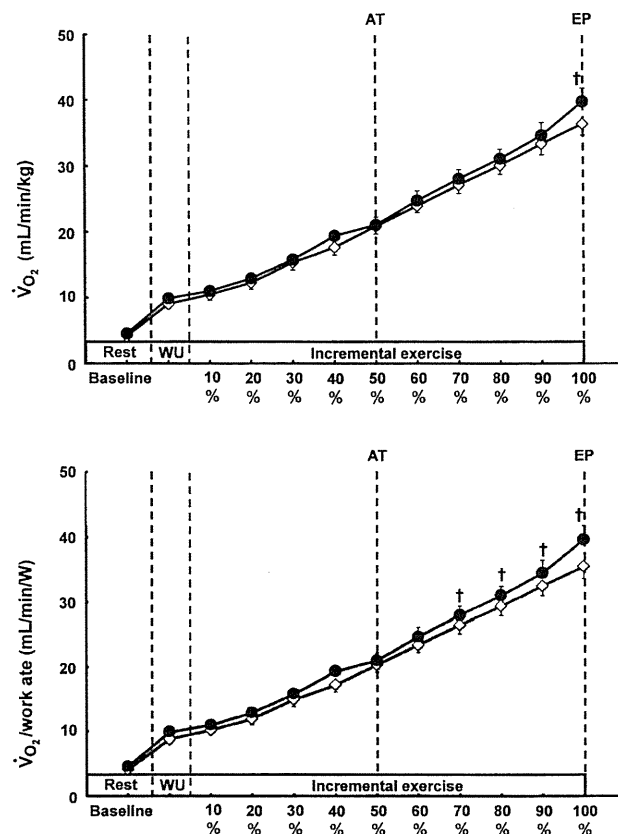 AT EP
†
50
40
30
20
10
0
V̇O₂ (mL/min/kg)
Rest WU Incremental exercise
Baseline 10 % 20 % 30 % 40 % 50 % 60 % 70 % 80 % 90 % 100 %
AT EP
† † † †
50
40
30
20
10
0
V̇O₂/work ate (mL/min/W)
Rest WU Incremental exercise
Baseline 10 % 20 % 30 % 40 % 50 % 60 % 70 % 80 % 90 % 100 %